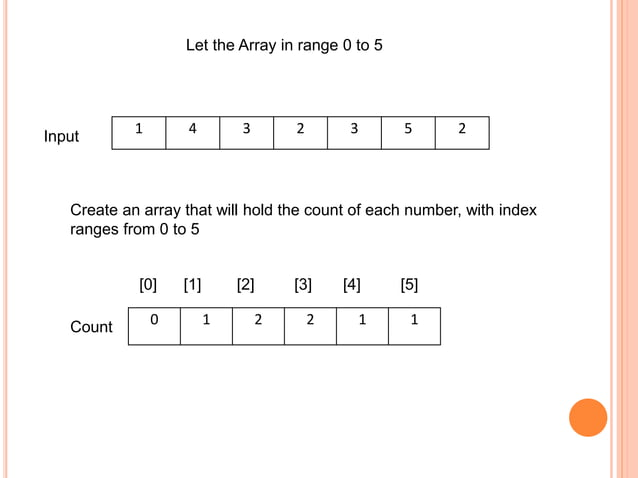 Let the Array in range 0 to 5
Input 1 4 3 2 3 5 2
Create an array that will hold the count of each number, with index
ranges from 0 to 5
[0] [1] [2] [3] [4] [5]
Count 0 1 2 2 1 1